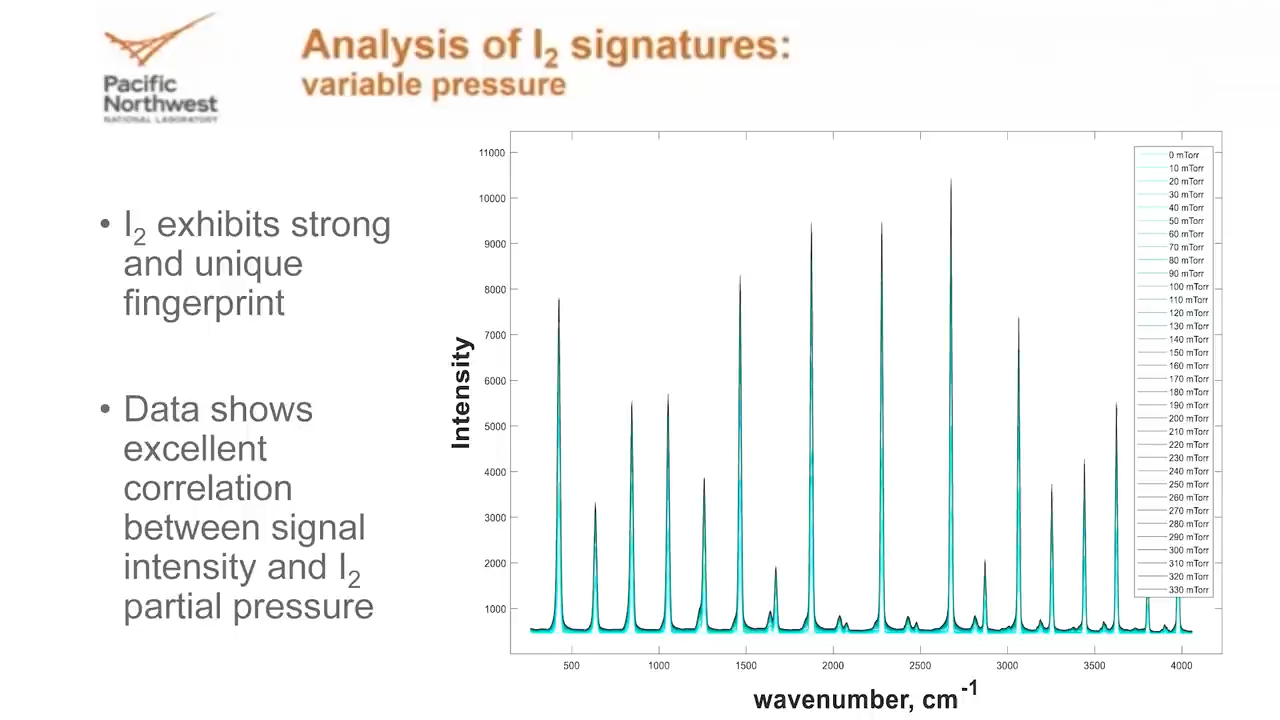 Pacific
Northwest
NATIONAL LABORATORY
Analysis of I2 signatures:
variable pressure
• I2 exhibits strong
and unique
fingerprint
• Data shows
excellent
correlation
between signal
intensity and I2
partial pressure
Intensity
11000
10000
9000
8000
7000
6000
5000
4000
3000
2000
1000
500
1000
1500
2000
2500
3000
3500
4000
wavenumber, cm-1
0 mTorr
10 mTorr
20 mTorr
30 mTorr
40 mTorr
50 mTorr
60 mTorr
70 mTorr
80 mTorr
90 mTorr
100 mTorr
110 mTorr
120 mTorr
130 mTorr
140 mTorr
150 mTorr
160 mTorr
170 mTorr
180 mTorr
190 mTorr
200 mTorr
210 mTorr
220 mTorr
230 mTorr
240 mTorr
250 mTorr
260 mTorr
270 mTorr
280 mTorr
290 mTorr
300 mTorr
310 mTorr
320 mTorr
330 mTorr